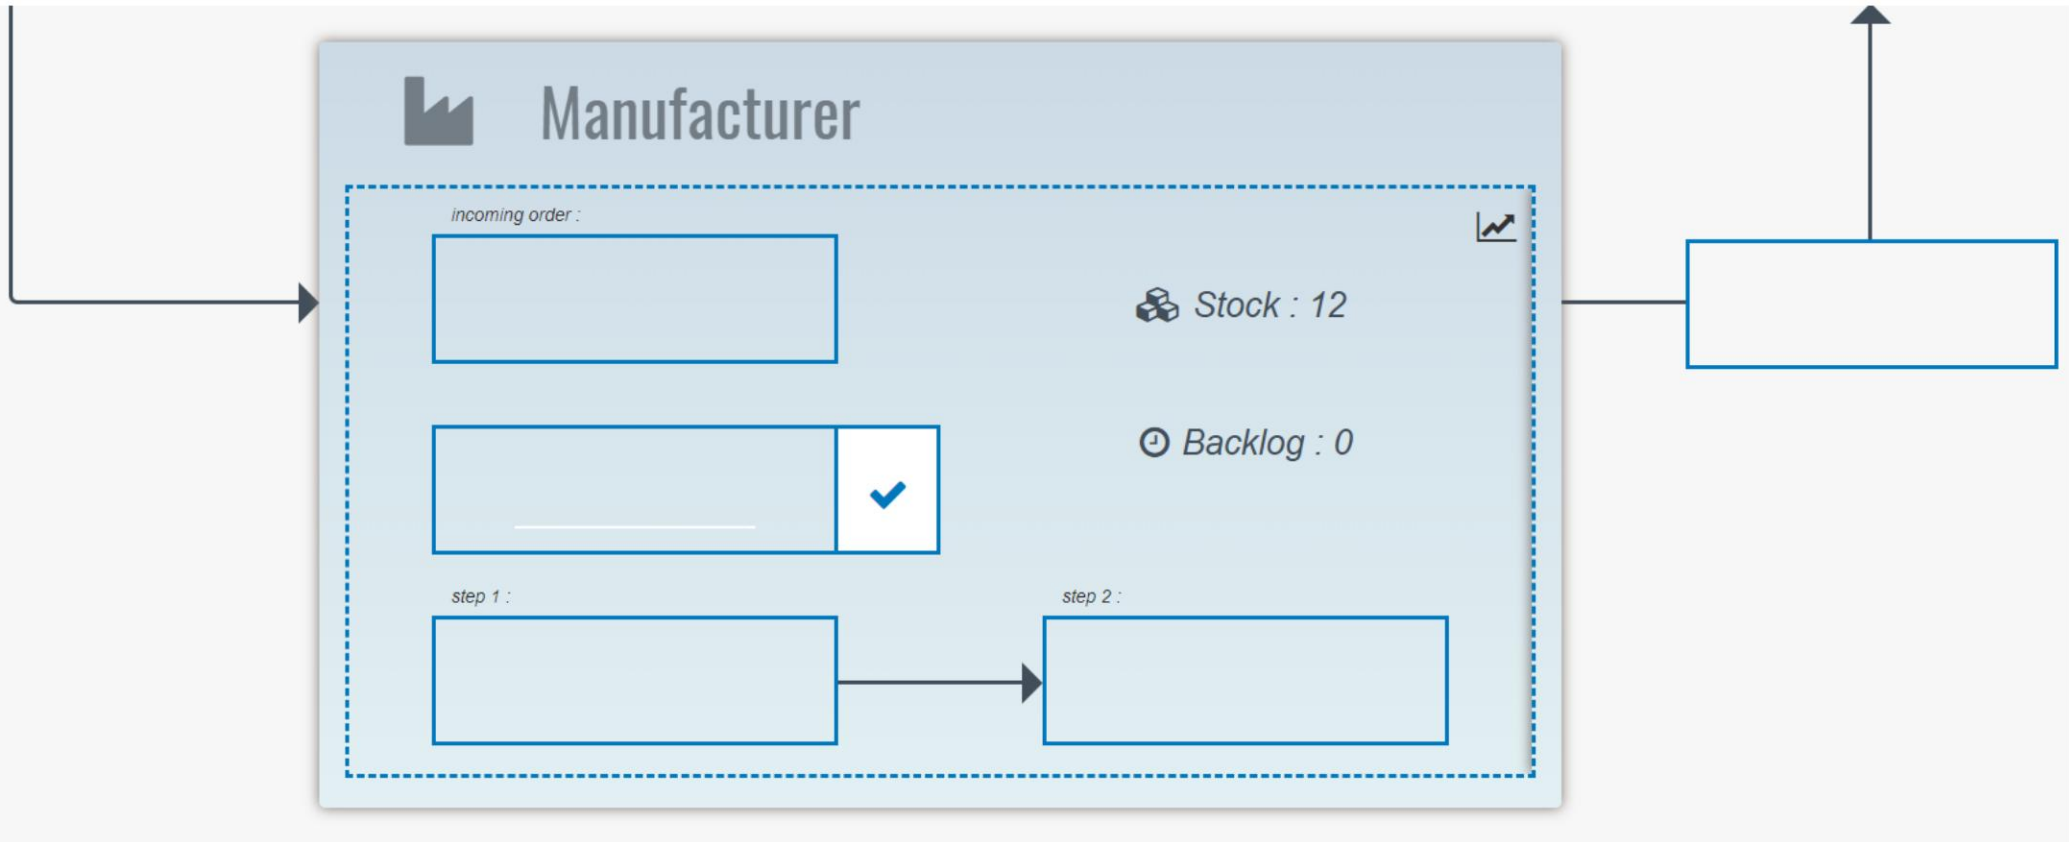 Manufacturer
incoming order :
Stock : 12
Backlog : 0
step 1 :
step 2 :